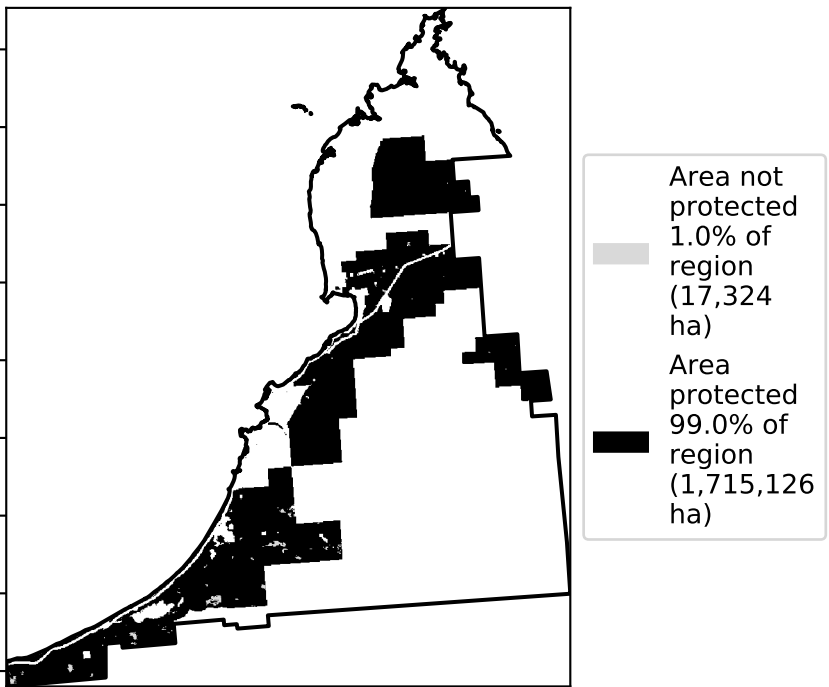 Area not
protected
1.0% of
region
(17,324
ha)
Area
protected
99.0% of
region
(1,715,126
ha)